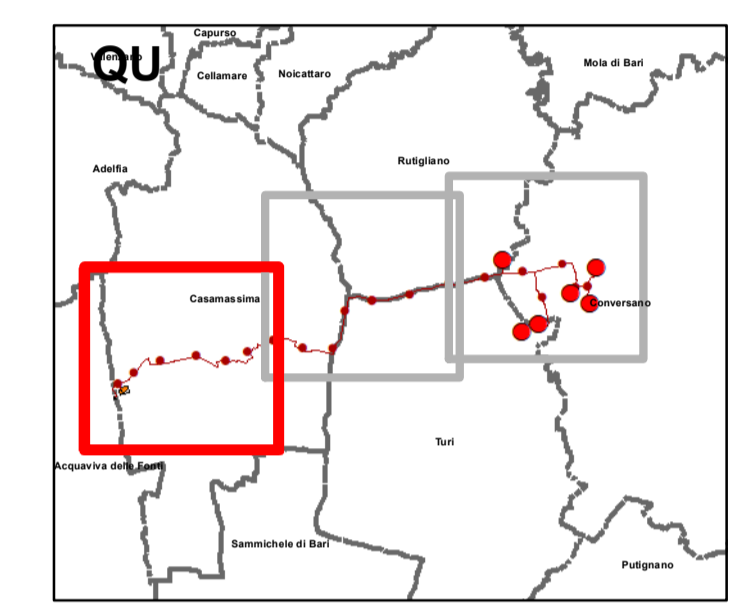 Capurso
QU
Mola di Bari
Cellamare
Noicattaro
Rutigliano
Adelfia
Casamassima
Conversano
Turi
Acquaviva delle Fonti
Sammichele di Bari
Putignano